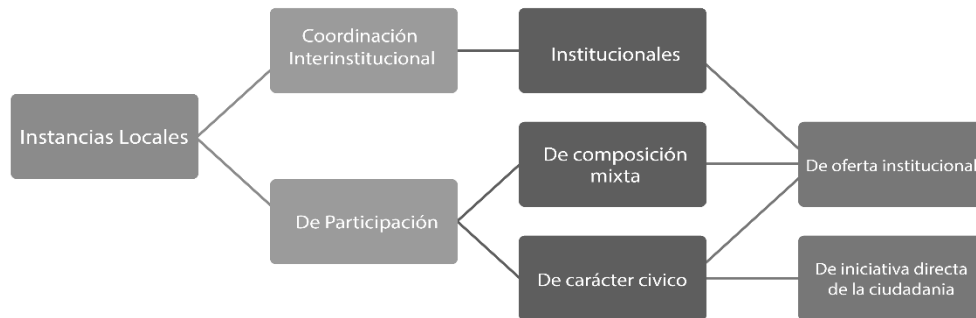 Coordinación
Interinstitucional
Institucionales
Instancias Locales
De composición
mixta
De oferta institucional
De Participación
De carácter civico
De iniciativa directa
de la ciudadania